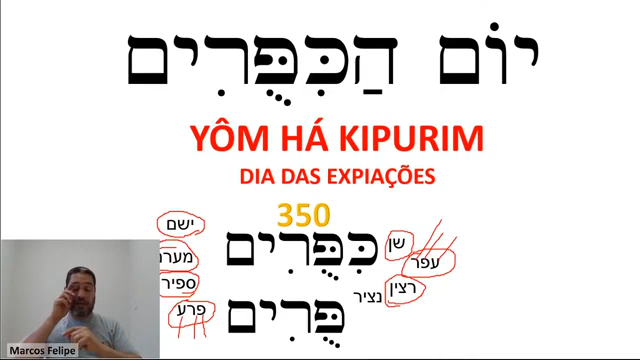 יוֹם הַכִּפֻּרִים
YÔM HÁ KIPURIM
DIA DAS EXPIAÇÕES
350
שן
כִּפֻּרִים
ישם
עפר
רצין
ספיר
נציר
פֻּרִים
פרע
Marcos Felipe